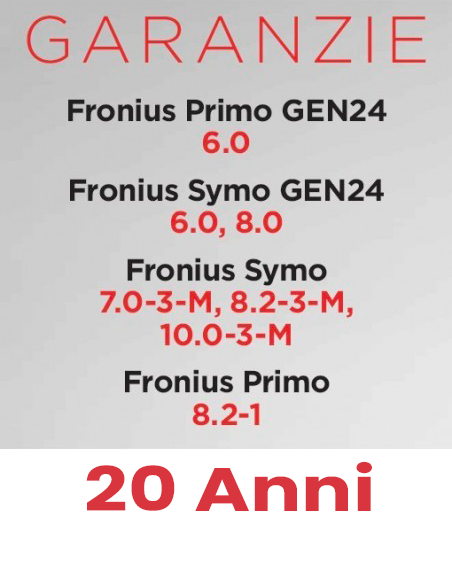 GARANZIE
Fronius Primo GEN24
6.0
Fronius Symo GEN24
6.0, 8.0
Fronius Symo
7.0-3-M, 8.2-3-M,
10.0-3-M
Fronius Primo
8.2-1
20 Anni